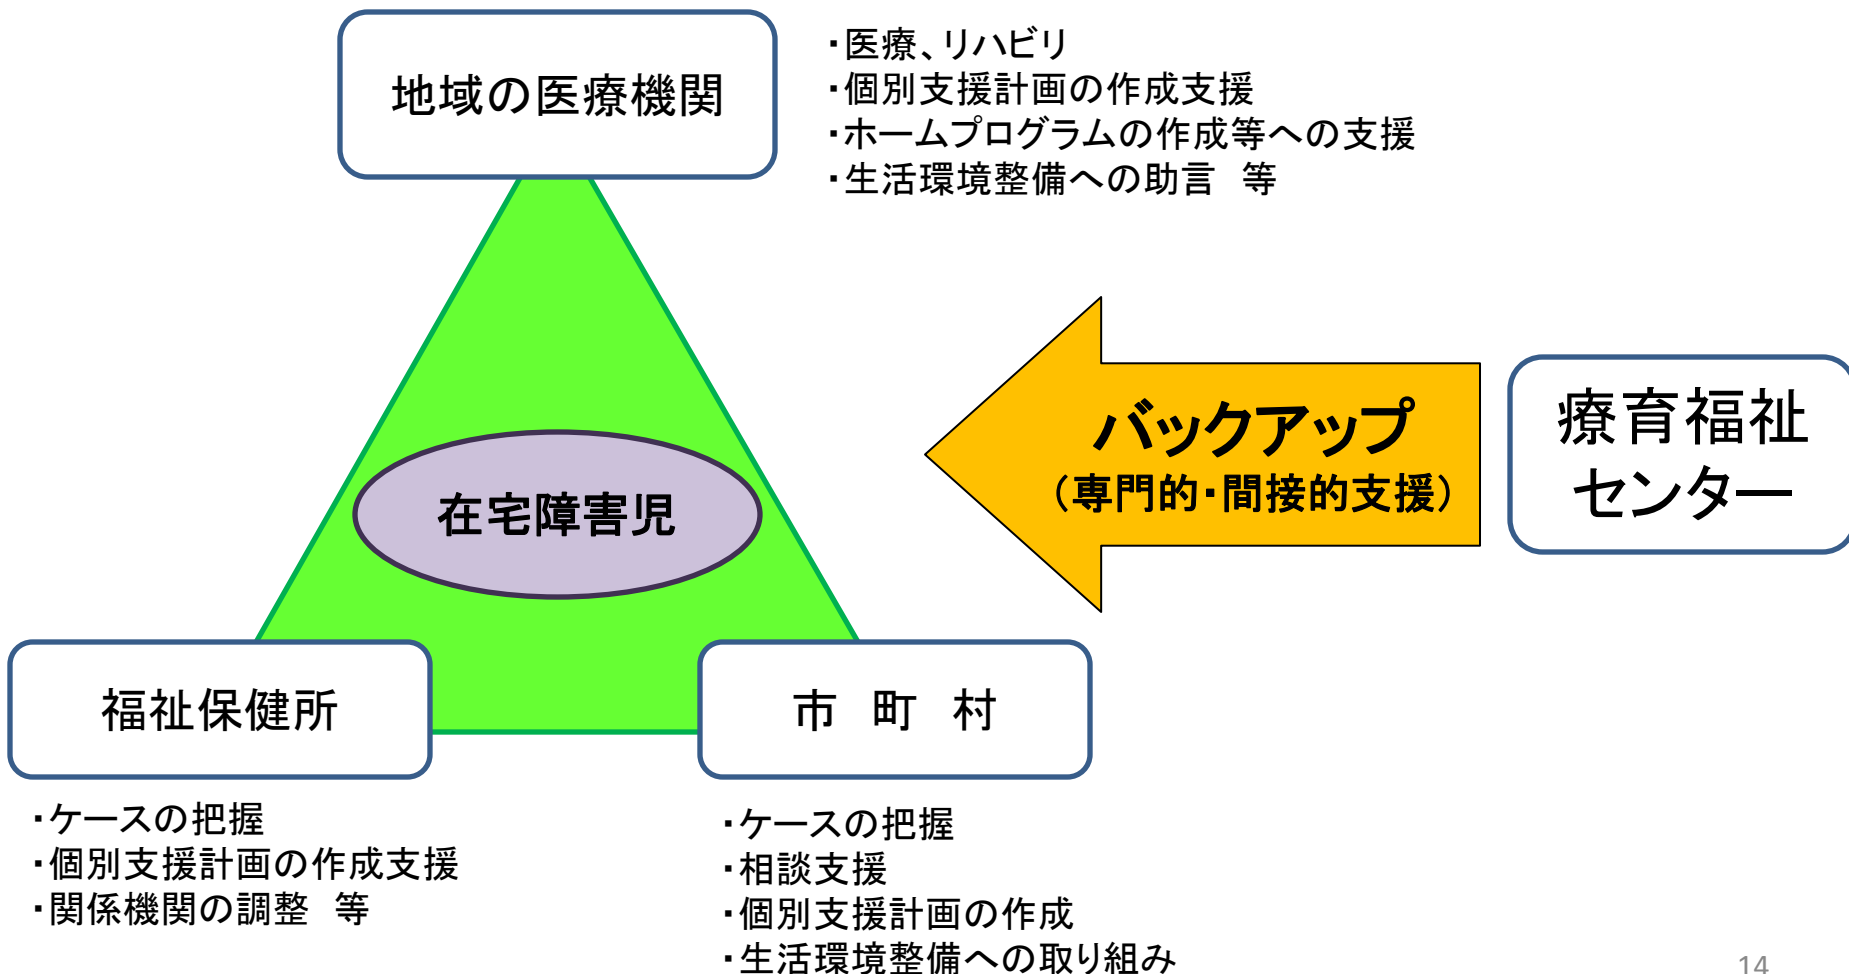 地域の医療機関
・医療、リハビリ
・個別支援計画の作成支援
・ホームプログラムの作成等への支援
・生活環境整備への助言　等
バックアップ
（専門的・間接的支援）
療育福祉
センター
在宅障害児
福祉保健所
・ケースの把握
・個別支援計画の作成支援
・関係機関の調整　等
市　町　村
・ケースの把握
・相談支援
・個別支援計画の作成
・生活環境整備への取り組み
14